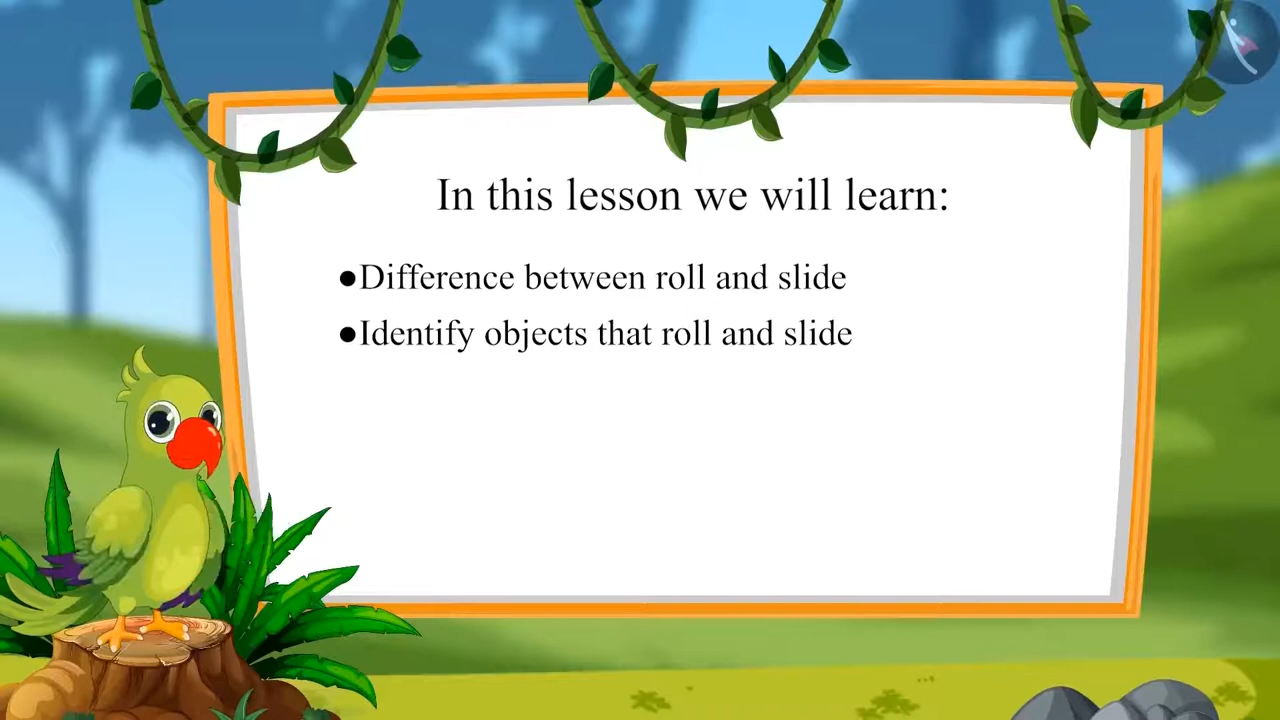 In this lesson we will learn:
●Difference between roll and slide
●Identify objects that roll and slide